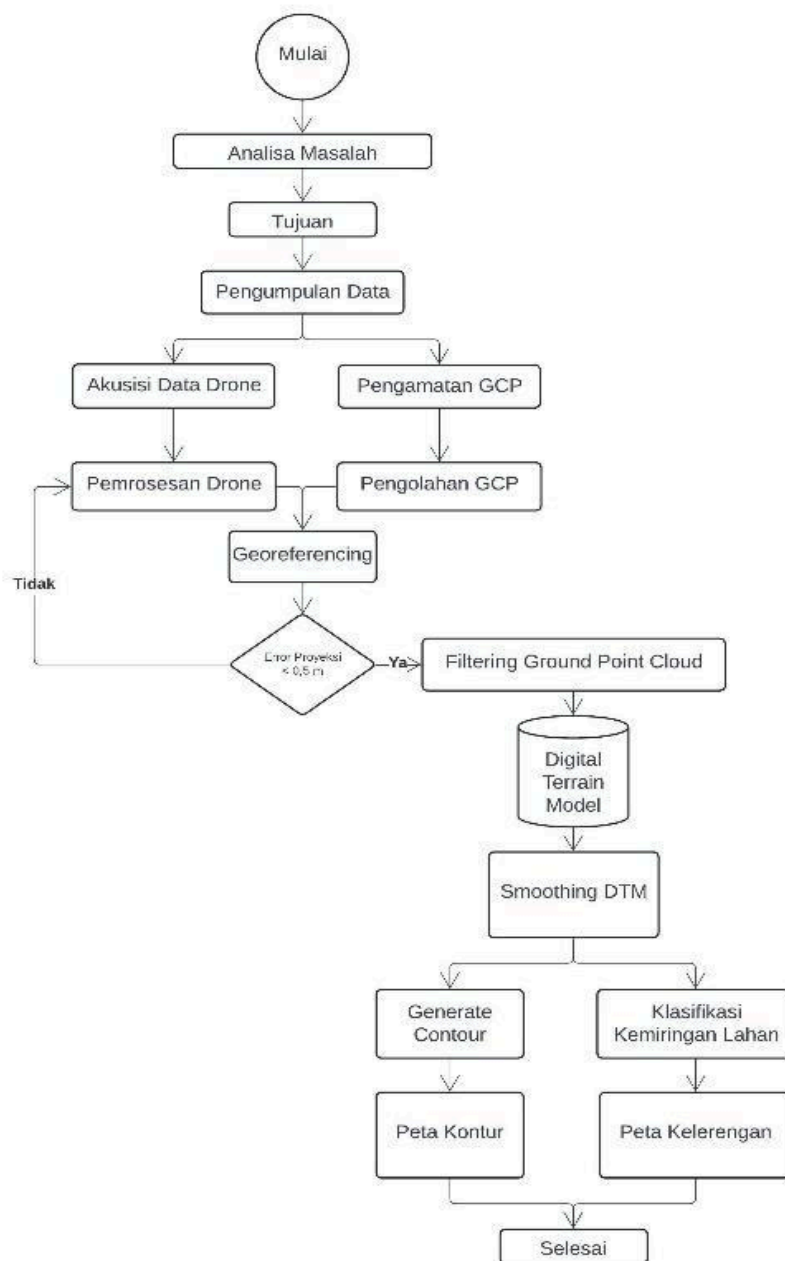 Mulai
Analisa Masalah
Tujuan
Pengumpulan Data
Akusisi Data Drone
Pengamatan GCP
Pemrosesan Drone
Pengolahan GCP
Georeferencing
Tidak
Error Proyeksi
< 0,5 m
Ya
Filtering Ground Point Cloud
Digital
Terrain
Model
Smoothing DTM
Generate
Contour
Klasifikasi
Kemiringan Lahan
Peta Kontur
Peta Kelerengan
Selesai